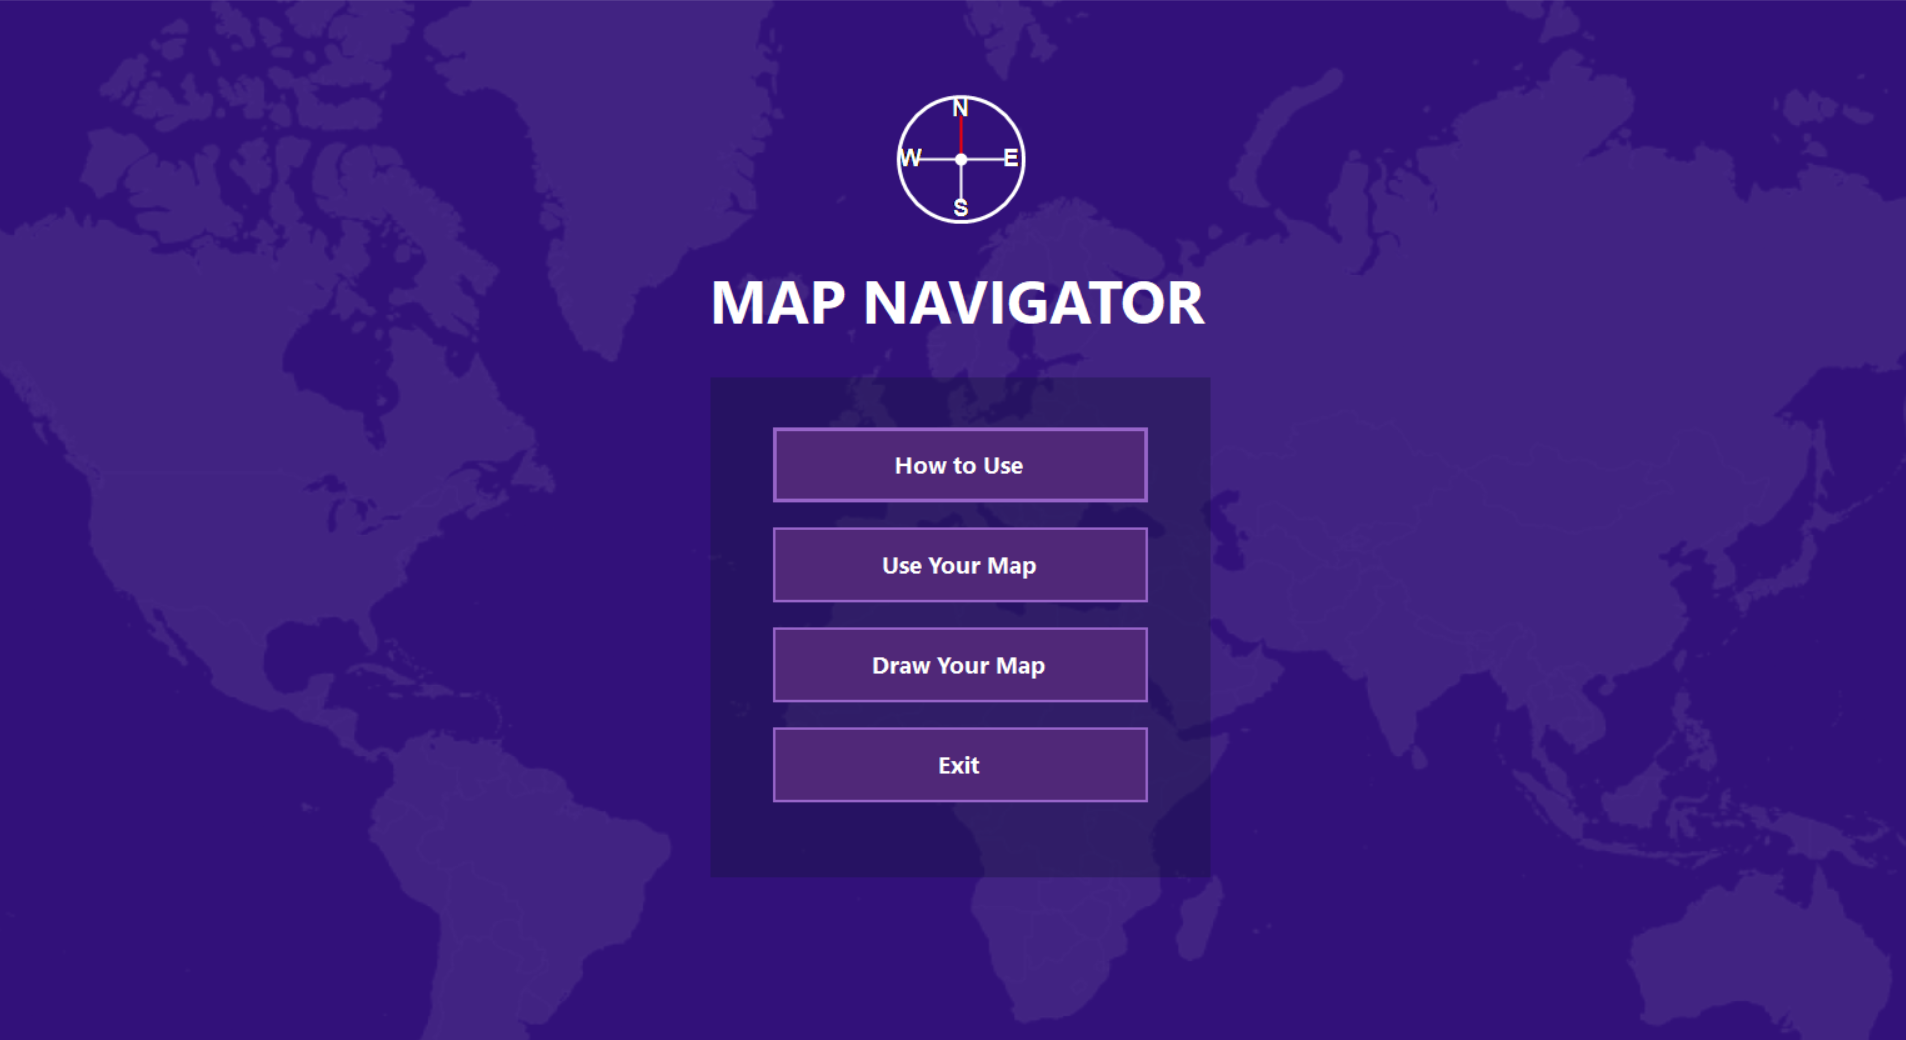 N
W E
S
MAP NAVIGATOR
How to Use
Use Your Map
Draw Your Map
Exit